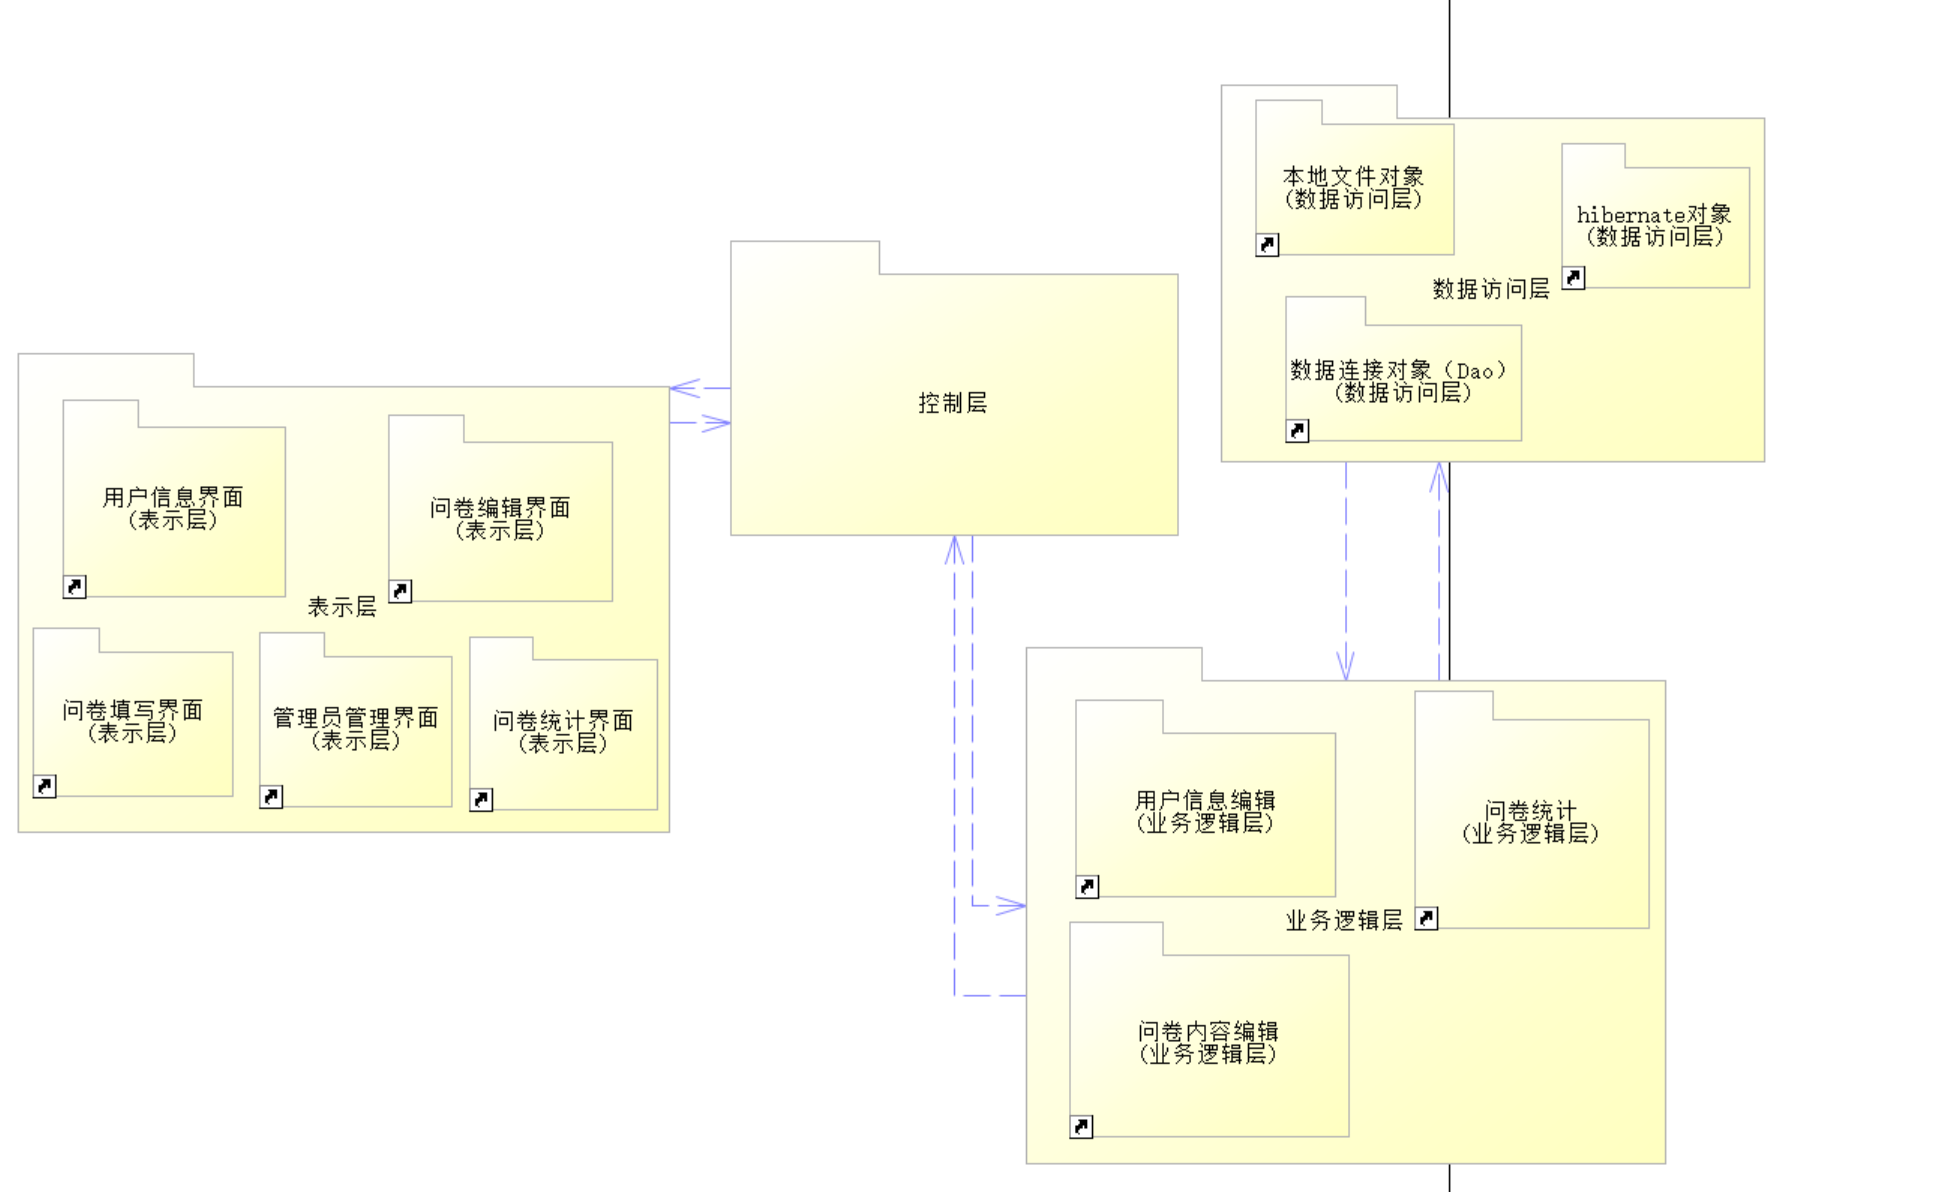 本地文件对象
(数据访问层)
hibernate对象
(数据访问层)
数据访问层
数据连接对象（Dao）
(数据访问层)
控制层
用户信息界面
(表示层)
问卷编辑界面
(表示层)
表示层
问卷填写界面
(表示层)
管理员管理界面
(表示层)
问卷统计界面
(表示层)
用户信息编辑
(业务逻辑层)
问卷统计
(业务逻辑层)
业务逻辑层
问卷内容编辑
(业务逻辑层)